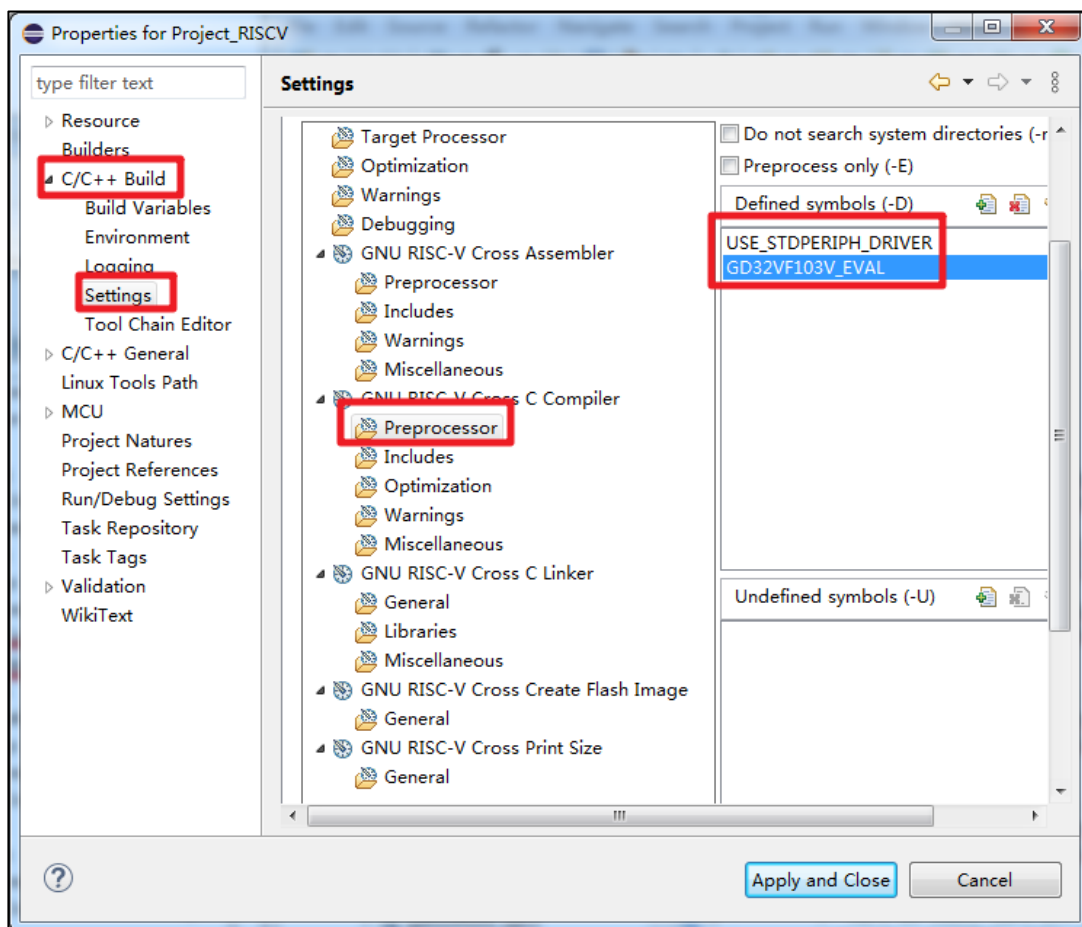 Properties for Project_RISCV
type filter text
Resource
Builders
C/C++ Build
Build Variables
Environment
Logging
Settings
Tool Chain Editor
C/C++ General
Linux Tools Path
MCU
Project Natures
Project References
Run/Debug Settings
Task Repository
Task Tags
Validation
WikiText
Settings
Target Processor
Optimization
Warnings
Debugging
GNU RISC-V Cross Assembler
Preprocessor
Includes
Warnings
Miscellaneous
GNU RISC-V Cross C Compiler
Preprocessor
Includes
Optimization
Warnings
Miscellaneous
GNU RISC-V Cross C Linker
General
Libraries
Miscellaneous
GNU RISC-V Cross Create Flash Image
General
GNU RISC-V Cross Print Size
General
Do not search system directories (-n
Preprocess only (-E)
Defined symbols (-D)
USE_STDPERIPH_DRIVER
GD32VF103V_EVAL
Undefined symbols (-U)
Apply and Close
Cancel